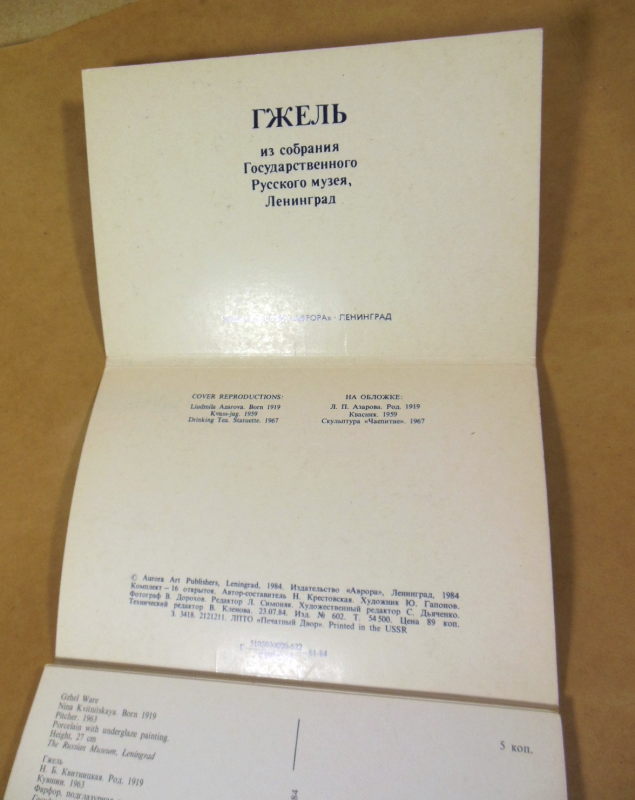 ГЖЕЛЬ
из собрания
Государственного
Русского музея,
Ленинград
«АВРОРА» · ЛЕНИНГРАД
COVER REPRODUCTIONS:
Liudmila Azarova. Born 1919
Kvass-jug. 1959
Drinking Tea. Statuette. 1967
НА ОБЛОЖКЕ:
Л. П. Азарова. Род. 1919
Квасник. 1959
Скульптура «Чаепитие». 1967
© Aurora Art Publishers, Leningrad, 1984. Издательство «Аврора», Ленинград, 1984
Комплект — 16 открыток. Автор-составитель Н. Крестовская. Художник Ю. Гапонов.
Фотограф В. Дорохов. Редактор Л. Симоняк. Художественный редактор С. Дьяченко.
Технический редактор В. Кленова. 23.07.84. Изд. № 602. Т. 54 500. Цена 89 коп.
З. 3418. 2121211. ЛПТО «Печатный Двор». Printed in the USSR
Gzhel Ware
Nina Kvitnitskaya. Born 1919
Pitcher. 1963
Porcelain with underglaze painting.
Height, 27 cm
The Russian Museum, Leningrad
Гжель
Н. Б. Квитницкая. Род. 1919
Кувшин. 1963
Фарфор, подглазурная
5 коп.